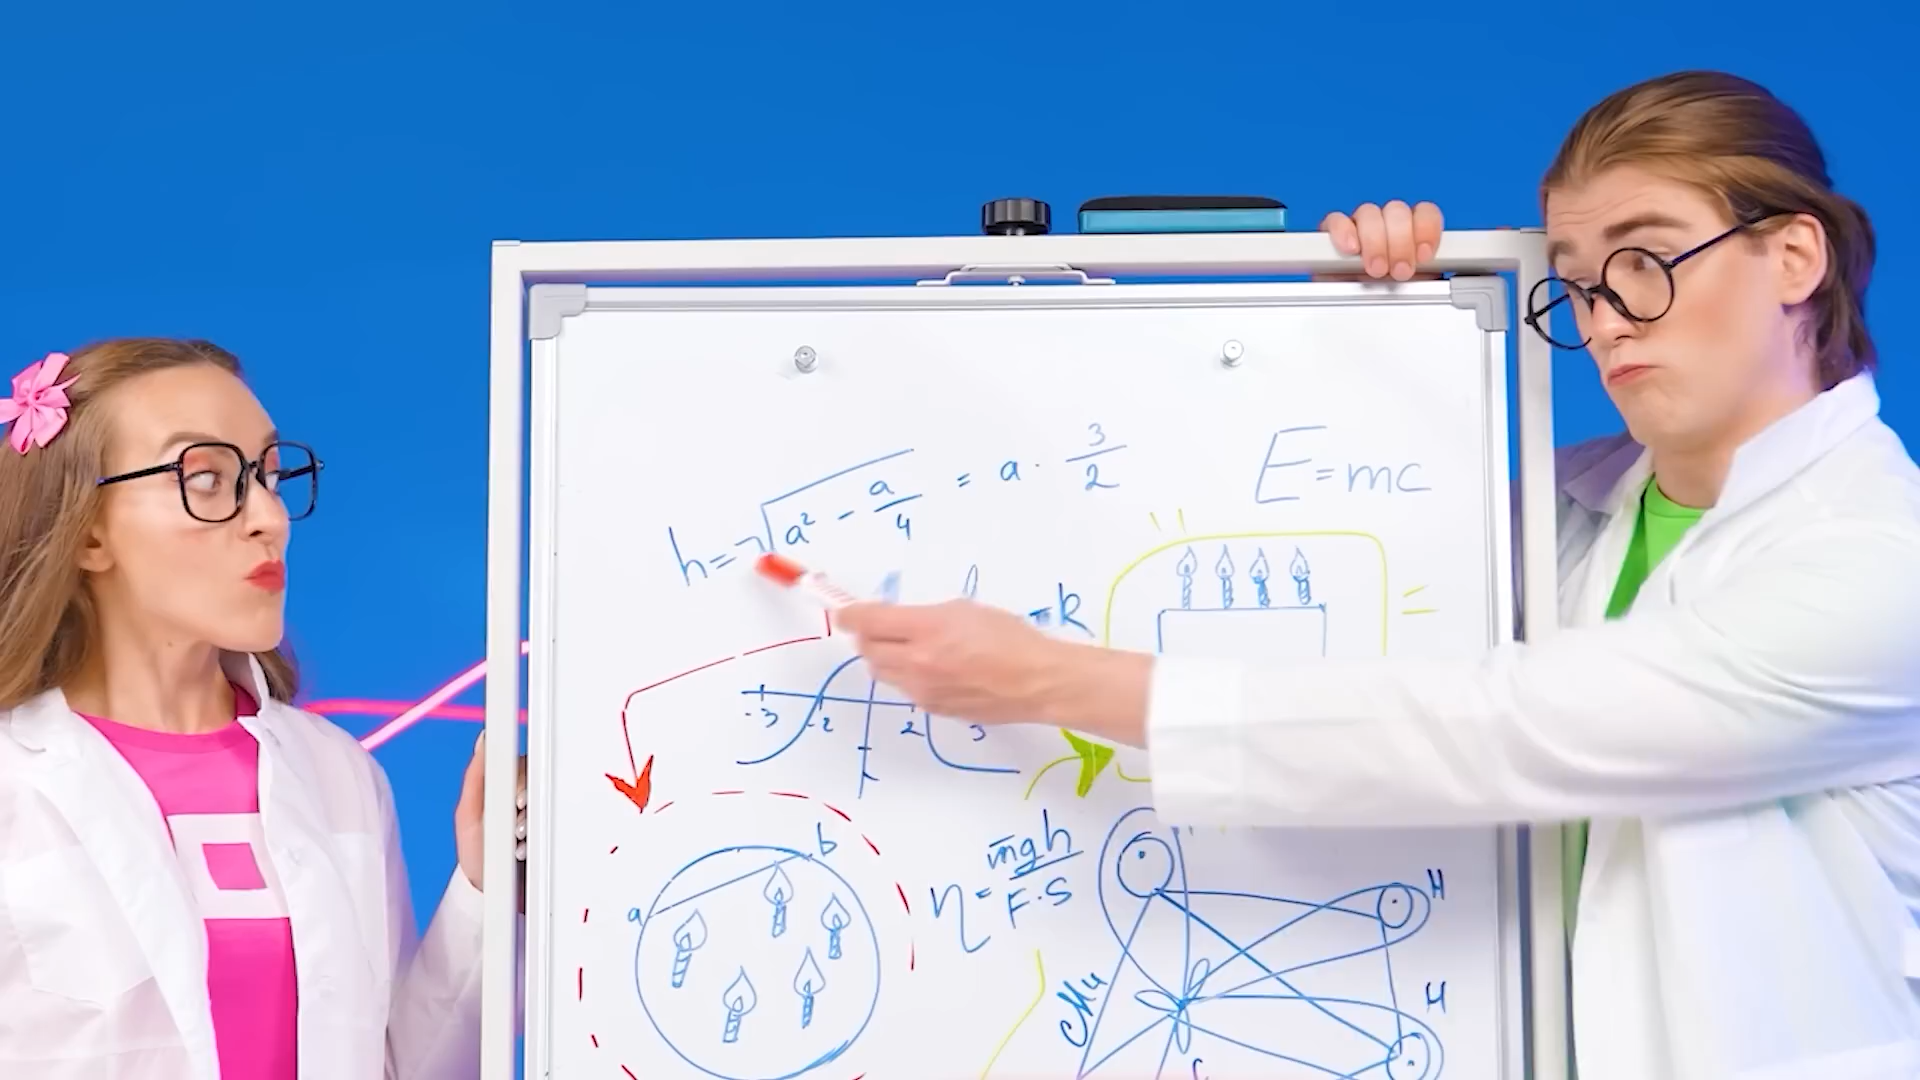 h = √a² - a/4 = a · 3/2
E = mc
-3 -2 2 3
b
a
η = mgh/F·S
H
H